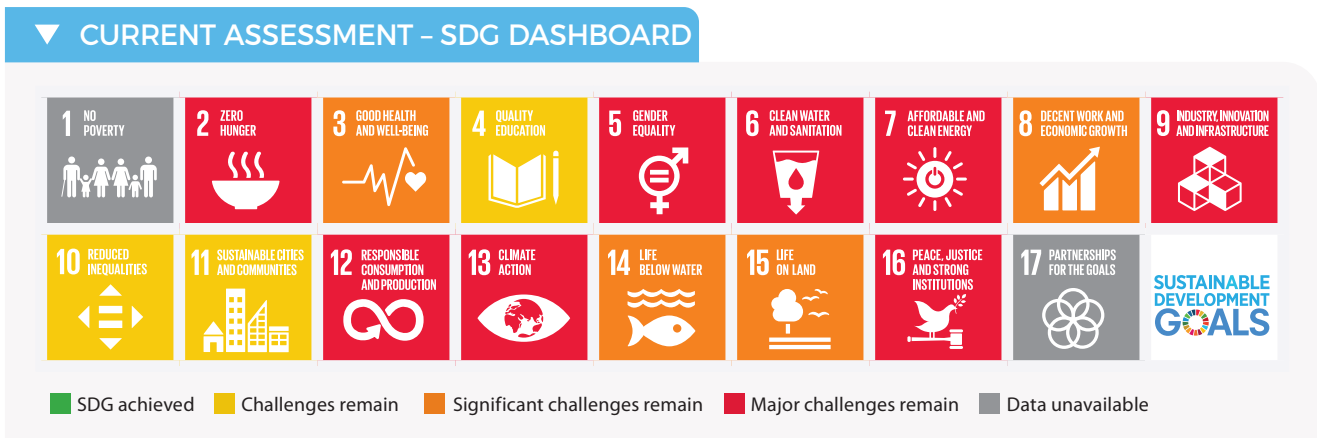 CURRENT ASSESSMENT – SDG DASHBOARD
1 NO
POVERTY
2 ZERO
HUNGER
3 GOOD HEALTH
AND WELL-BEING
4 QUALITY
EDUCATION
5 GENDER
EQUALITY
6 CLEAN WATER
AND SANITATION
7 AFFORDABLE AND
CLEAN ENERGY
8 DECENT WORK AND
ECONOMIC GROWTH
9 INDUSTRY, INNOVATION
AND INFRASTRUCTURE
10 REDUCED
INEQUALITIES
11 SUSTAINABLE CITIES
AND COMMUNITIES
12 RESPONSIBLE
CONSUMPTION
AND PRODUCTION
13 CLIMATE
ACTION
14 LIFE
BELOW WATER
15 LIFE
ON LAND
16 PEACE, JUSTICE
AND STRONG
INSTITUTIONS
17 PARTNERSHIPS
FOR THE GOALS
SUSTAINABLE
DEVELOPMENT
GOALS
SDG achieved Challenges remain Significant challenges remain Major challenges remain Data unavailable